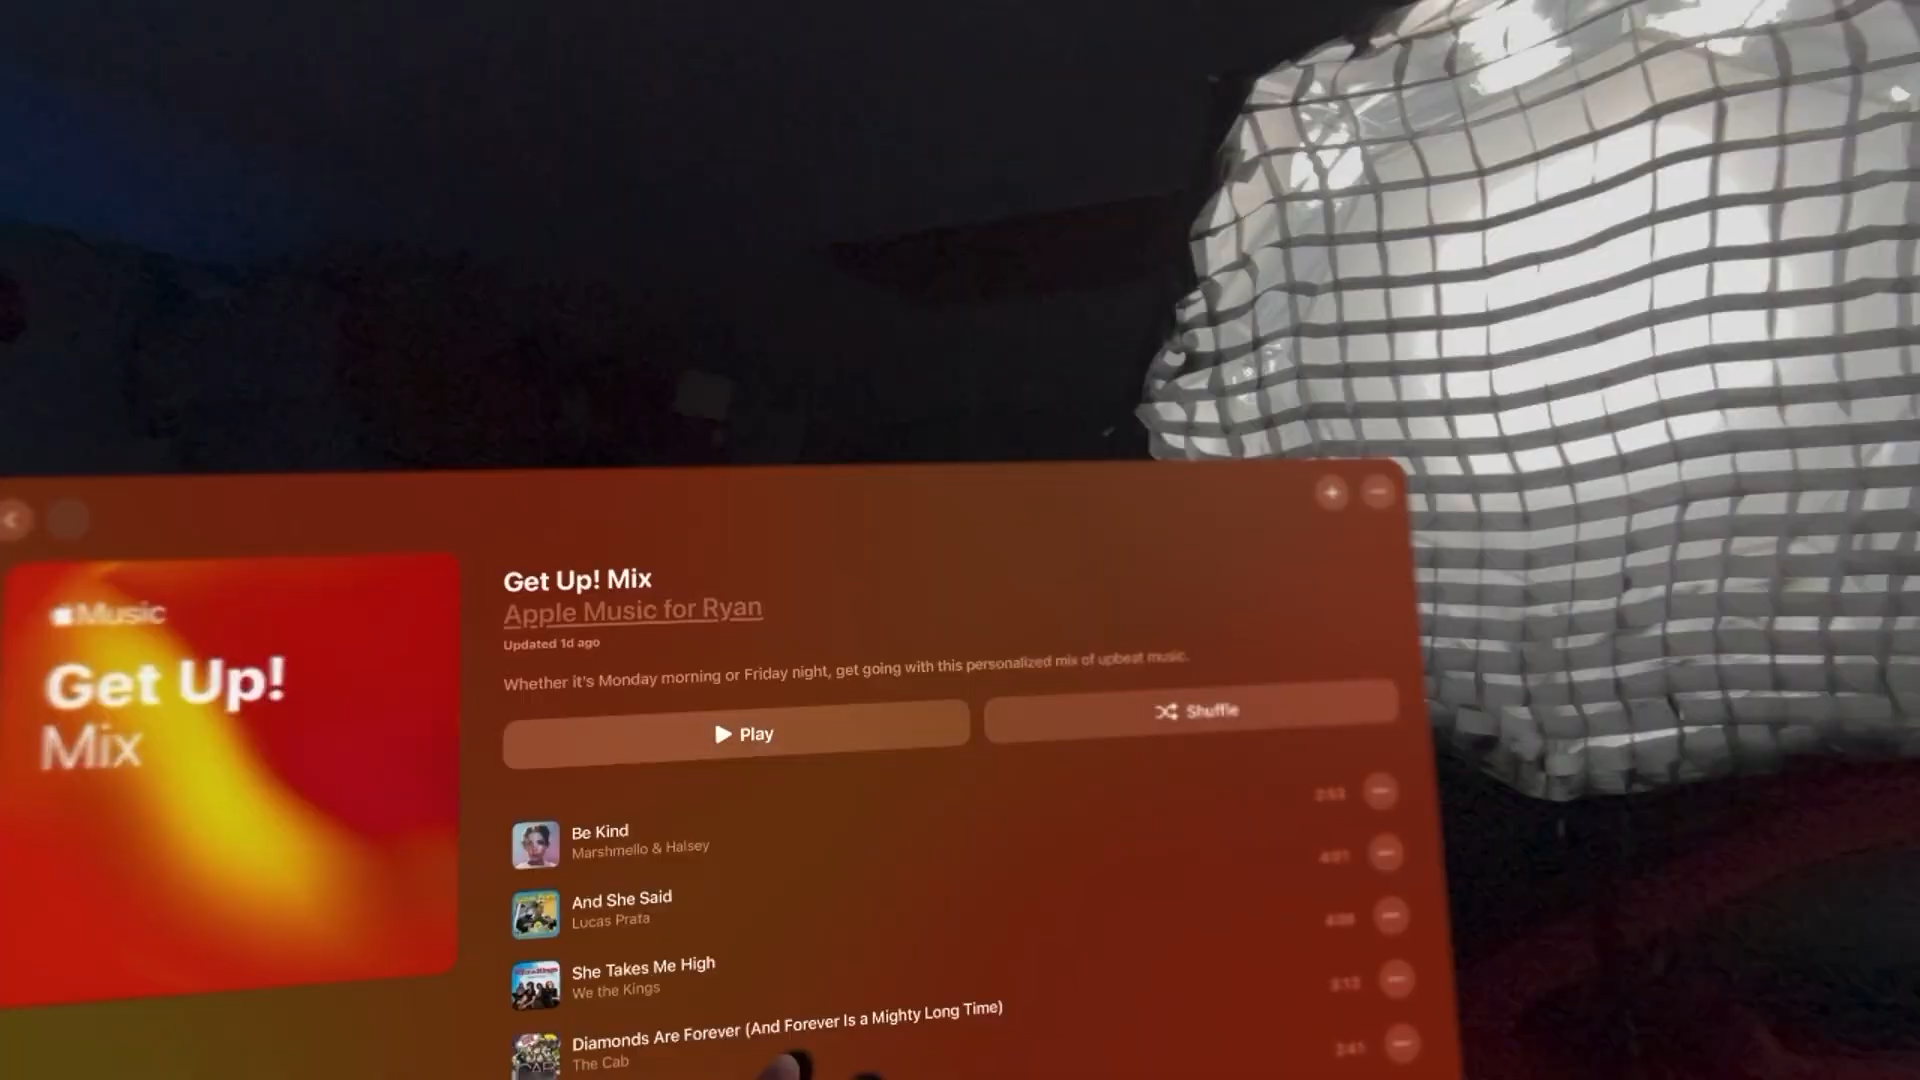 Music
Get Up!
Mix
Get Up! Mix
Apple Music for Ryan
Updated 1d ago
Whether it's Monday morning or Friday night, get going with this personalized mix of upbeat music.
Play
Shuffle
Be Kind
Marshmello & Halsey
And She Said
Lucas Prata
She Takes Me High
We the Kings
Diamonds Are Forever (And Forever Is a Mighty Long Time)
The Cab